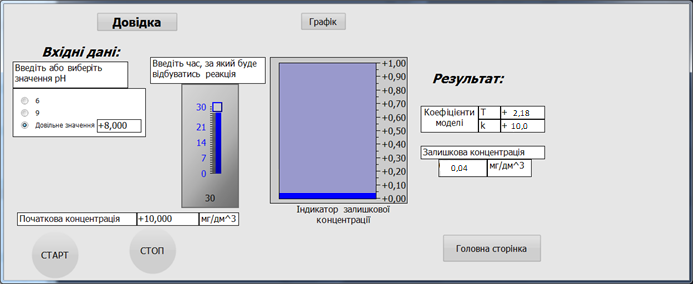 Довідка
Графік
Вхідні дані:
Введіть або виберіть
значення pH
6
9
Довільне значення +8,000
Введіть час, за який буде
відбуватись реакція
30
21
14
7
0
30
+1,00
+0,90
+0,80
+0,70
+0,60
+0,50
+0,40
+0,30
+0,20
+0,10
+0,00
Індикатор залишкової
концентрації
Результат:
Коефіцієнти
моделі
T + 2,18
k + 10,0
Залишкова концентрація
0,04 мг/дм^3
Початкова концентрація +10,000 мг/дм^3
СТАРТ
СТОП
Головна сторінка